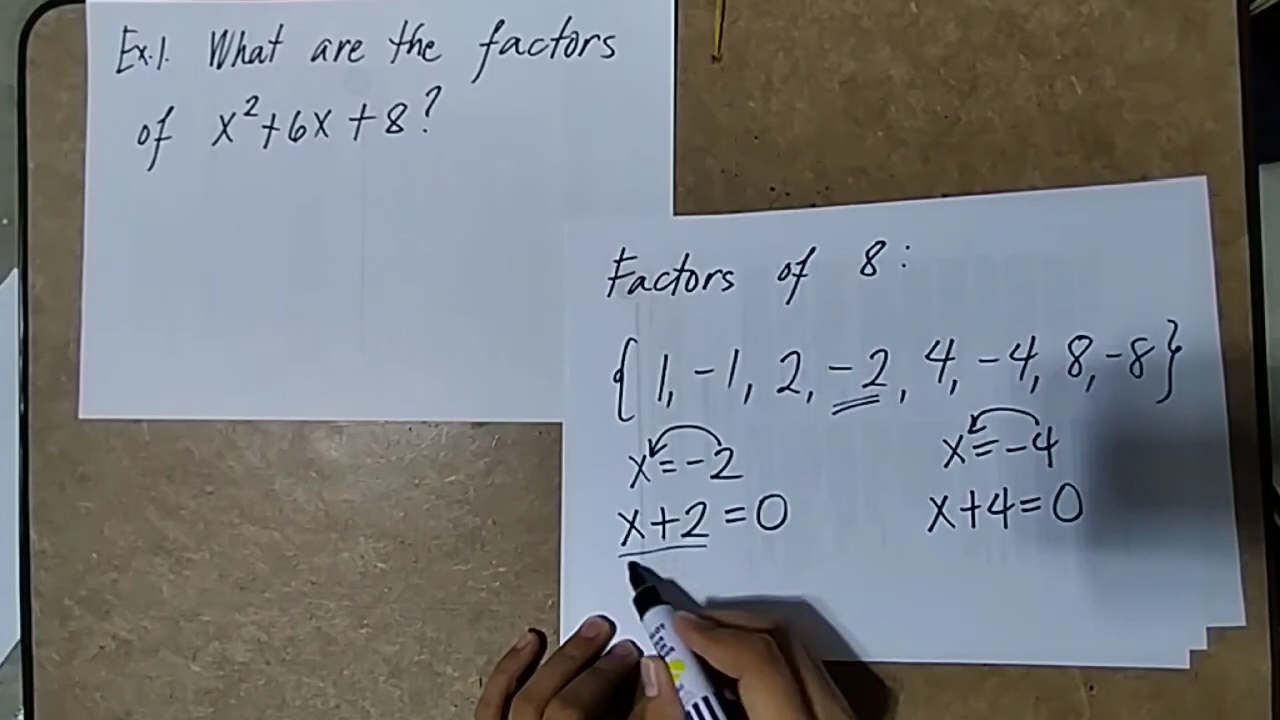 Ex.1. What are the factors
of x²+6x+8?
Factors of 8:
{1, -1, 2, -2, 4, -4, 8, -8}
x=-2
x=-4
x+2=0
x+4=0